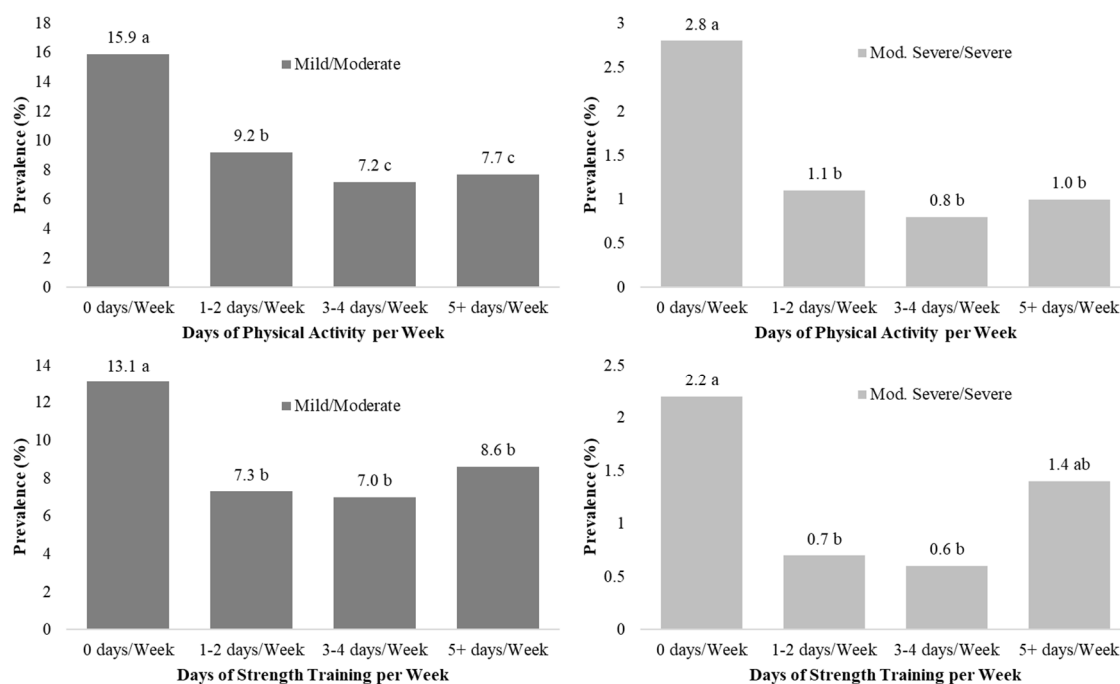 Prevalence (%)
18
16
14
12
10
8
6
4
2
0
15.9 a
9.2 b
7.2 c
7.7 c
Mild/Moderate
0 days/Week 1-2 days/Week 3-4 days/Week 5+ days/Week
Days of Physical Activity per Week
Prevalence (%)
3
2.5
2
1.5
1
0.5
0
2.8 a
1.1 b
0.8 b
1.0 b
Mod. Severe/Severe
0 days/Week 1-2 days/Week 3-4 days/Week 5+ days/Week
Days of Physical Activity per Week
Prevalence (%)
14
12
10
8
6
4
2
0
13.1 a
7.3 b
7.0 b
8.6 b
Mild/Moderate
0 days/Week 1-2 days/Week 3-4 days/Week 5+ days/Week
Days of Strength Training per Week
Prevalence (%)
2.5
2
1.5
1
0.5
0
2.2 a
0.7 b
0.6 b
1.4 ab
Mod. Severe/Severe
0 days/Week 1-2 days/Week 3-4 days/Week 5+ days/Week
Days of Strength Training per Week